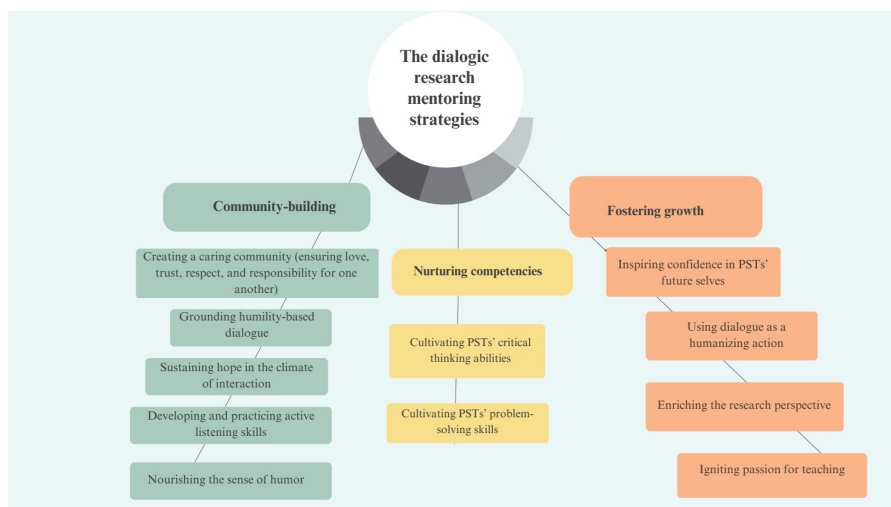 The dialogic
research
mentoring
strategies
Community-building
Creating a caring community (ensuring love,
trust, respect, and responsibility for one
another)
Grounding humility-based
dialogue
Sustaining hope in the climate
of interaction
Developing and practicing active
listening skills
Nourishing the sense of humor
Nurturing competencies
Cultivating PSTs' critical
thinking abilities
Cultivating PSTs' problem-
solving skills
Fostering growth
Inspiring confidence in PSTs'
future selves
Using dialogue as a
humanizing action
Enriching the research perspective
Igniting passion for teaching